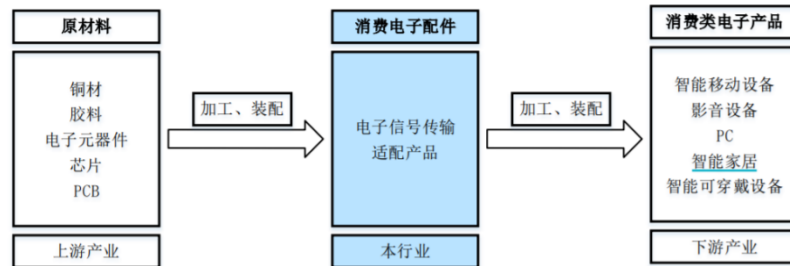 原材料
铜材
胶料
电子元器件
芯片
PCB
上游产业
加工、装配
消费电子配件
电子信号传输
适配产品
本行业
加工、装配
消费类电子产品
智能移动设备
影音设备
PC
智能家居
智能可穿戴设备
下游产业